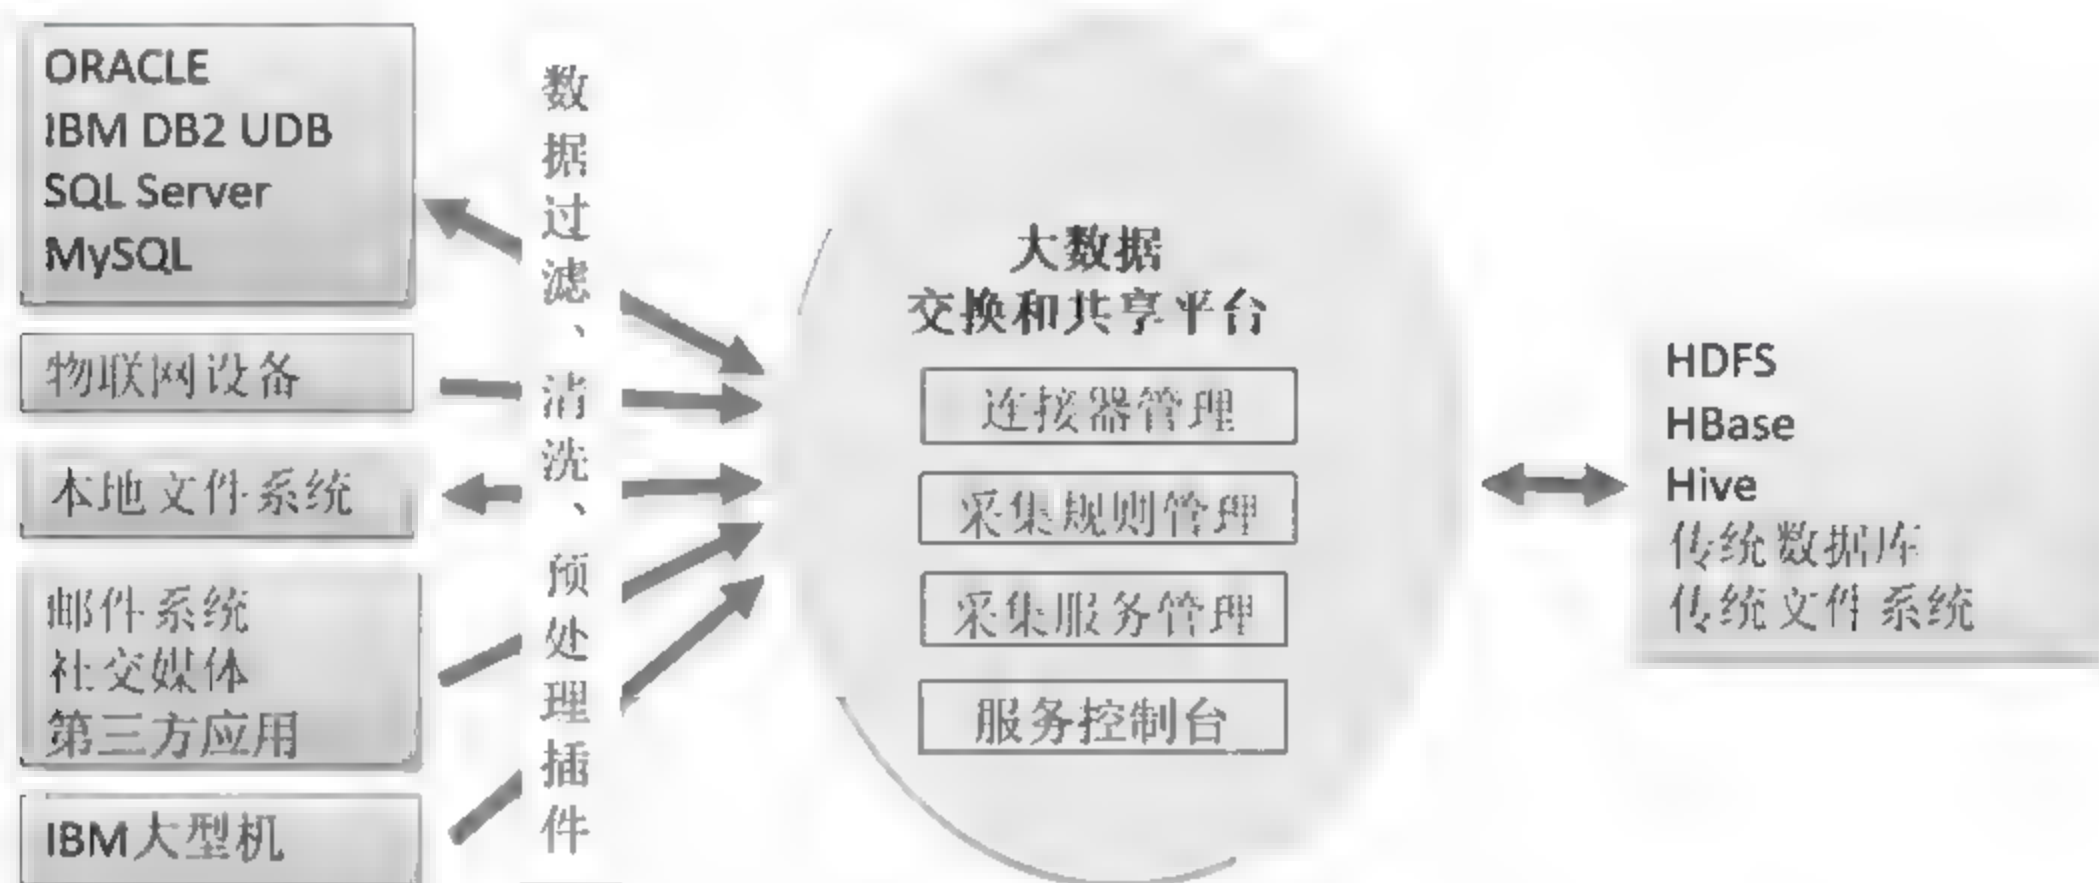 ORACLE
IBM DB2 UDB
SQL Server
MySQL
物联网设备
本地文件系统
邮件系统
社交媒体
第三方应用
IBM大型机
数据过滤、清洗、预处理插件
大数据
交换和共享平台
连接器管理
采集规则管理
采集服务管理
服务控制台
HDFS
HBase
Hive
传统数据库
传统文件系统